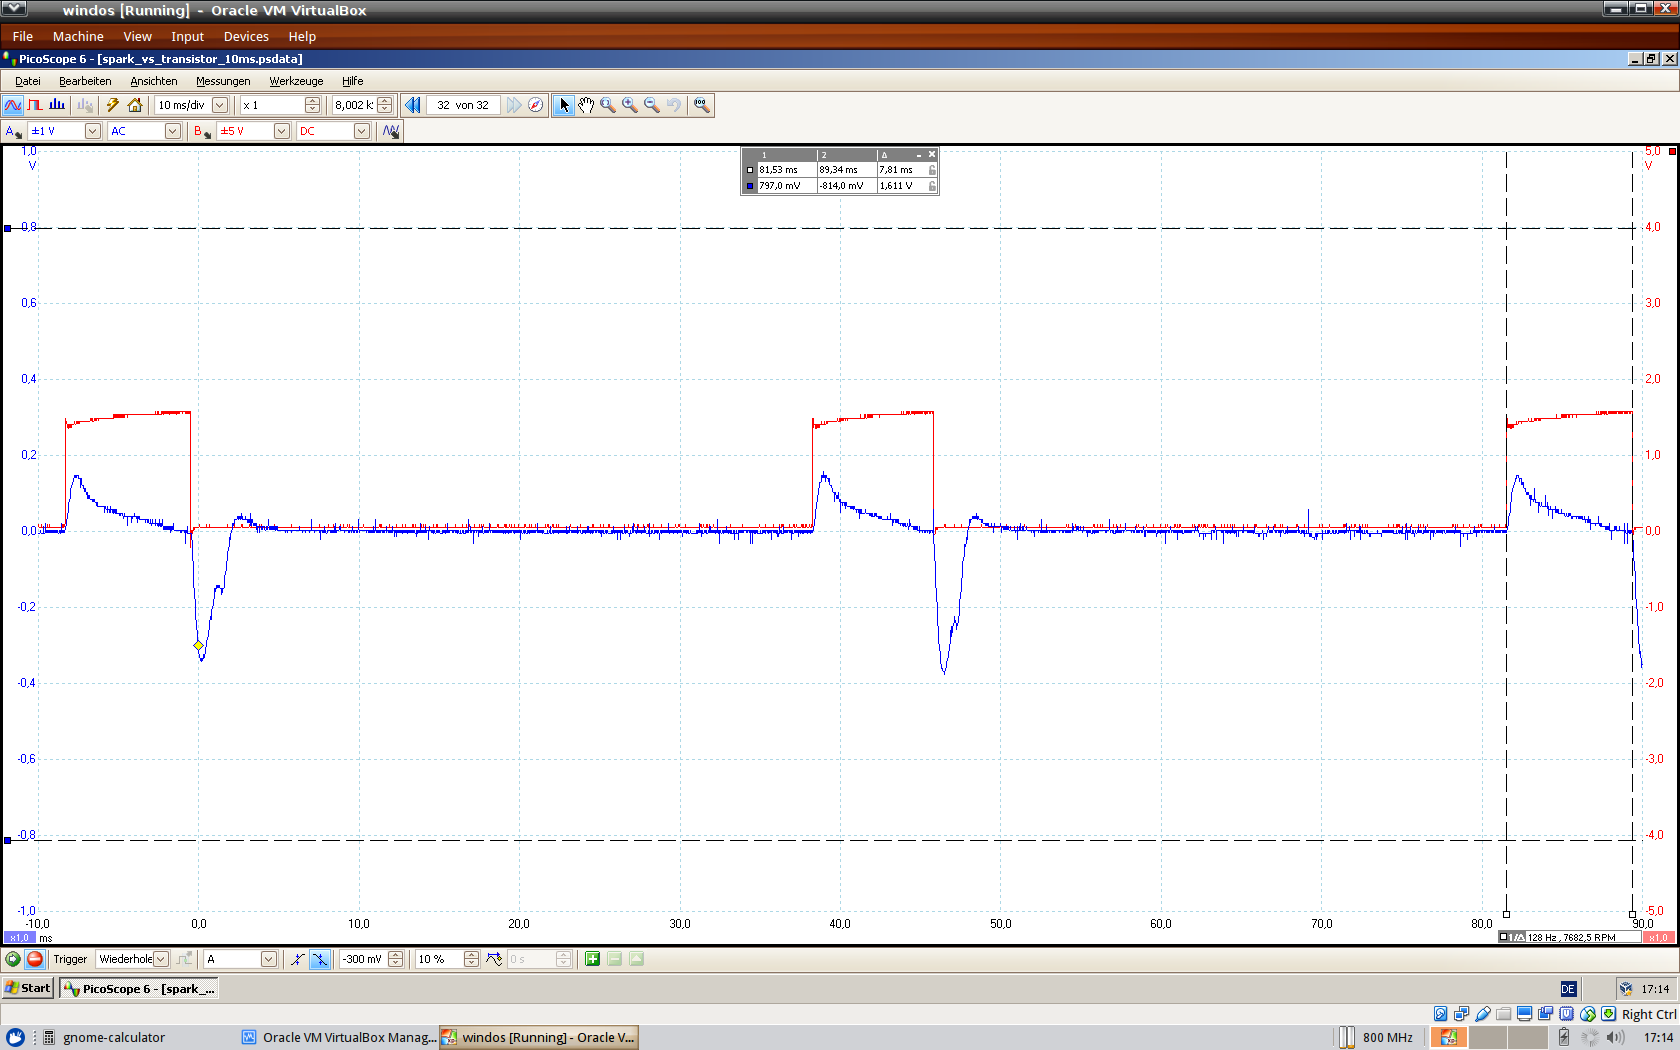 windos [Running] - Oracle VM VirtualBox
File Machine View Input Devices Help
PicoScope 6 - [spark_vs_transistor_10ms.psdata]
Datei Bearbeiten Ansichten Messungen Werkzeuge Hilfe
10 ms/div x 1 8,002 k: 32 von 32
A ±1 V AC B ±5 V DC
1 2 Δ
81,53 ms 89,34 ms 7,81 ms
797,0 mV -814,0 mV 1,611 V
1,0 5,0
V V
0,8 4,0
0,6 3,0
0,4 2,0
0,2 1,0
0,0 0,0
-0,2 -1,0
-0,4 -2,0
-0,6 -3,0
-0,8 -4,0
-1,0 -5,0
-10,0 0,0 10,0 20,0 30,0 40,0 50,0 60,0 70,0 80,0 90,0
x1,0 ms 1/Δ 128 Hz , 7682,5 RPM x1,0
Trigger Wiederhole A -300 mV 10 % 0 s
Start PicoScope 6 - [spark_... DE 17:14
Right Ctrl
gnome-calculator Oracle VM VirtualBox Manag... windos [Running] - Oracle V... 800 MHz 17:14